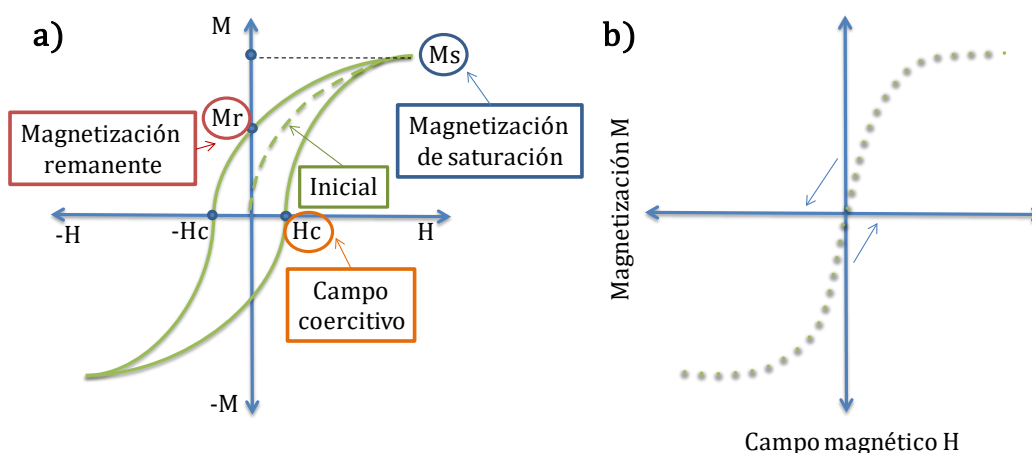 a)
M
Ms
Mr
Magnetización
remanente
Magnetización
de saturación
Inicial
-H
-Hc
Hc
H
Campo
coercitivo
-M
b)
Magnetización M
Campo magnético H